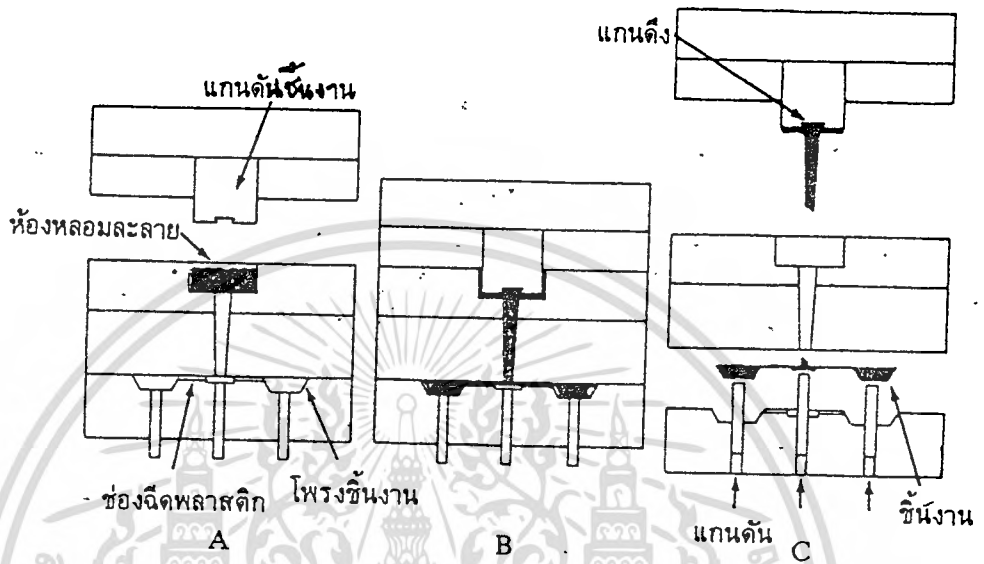 แกนดึง
แกนดันชิ้นงาน
ห้องหลอมละลาย
ช่องฉีดพลาสติก
โพรงชิ้นงาน
แกนดัน
ชิ้นงาน
A
B
C